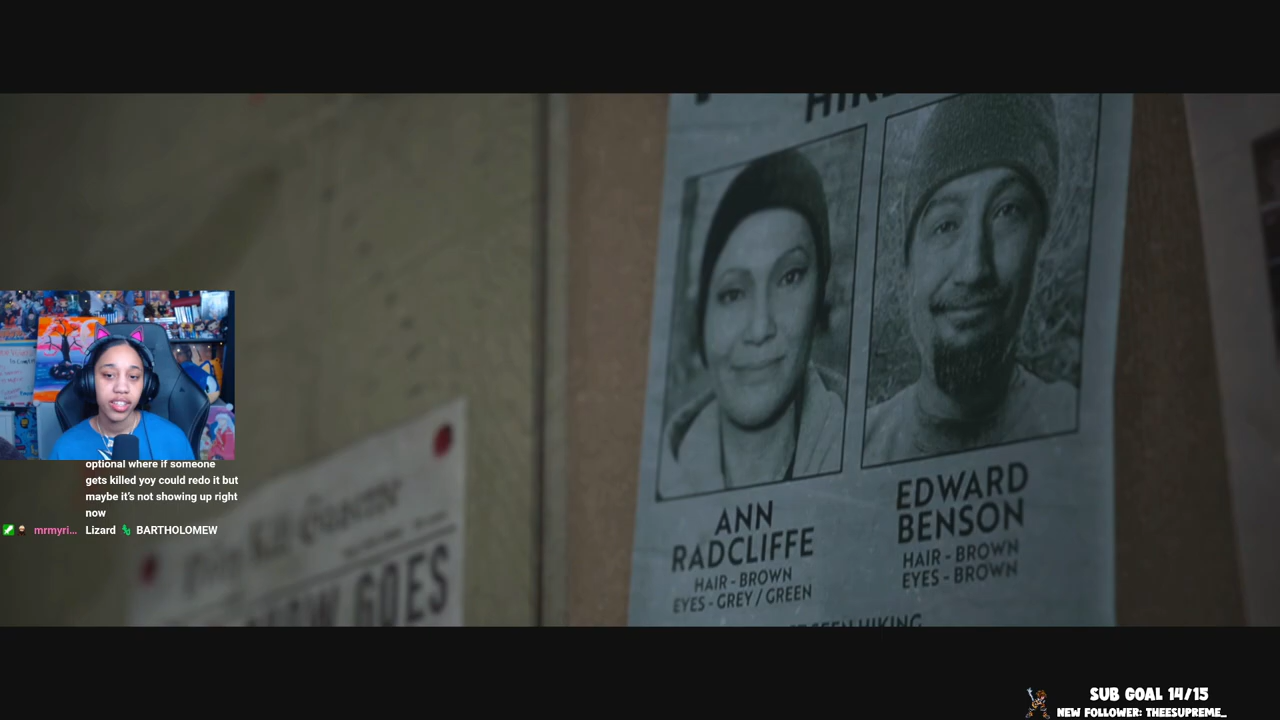 ANN
RADCLIFFE
HAIR - BROWN
EYES - GREY / GREEN
EDWARD
BENSON
HAIR - BROWN
EYES - BROWN
HIKING
GOES
optional where if someone
gets killed yoy could redo it but
maybe it's not showing up right
now
mrmyri... Lizard BARTHOLOMEW
SUB GOAL 14/15
NEW FOLLOWER: THEESUPREME_